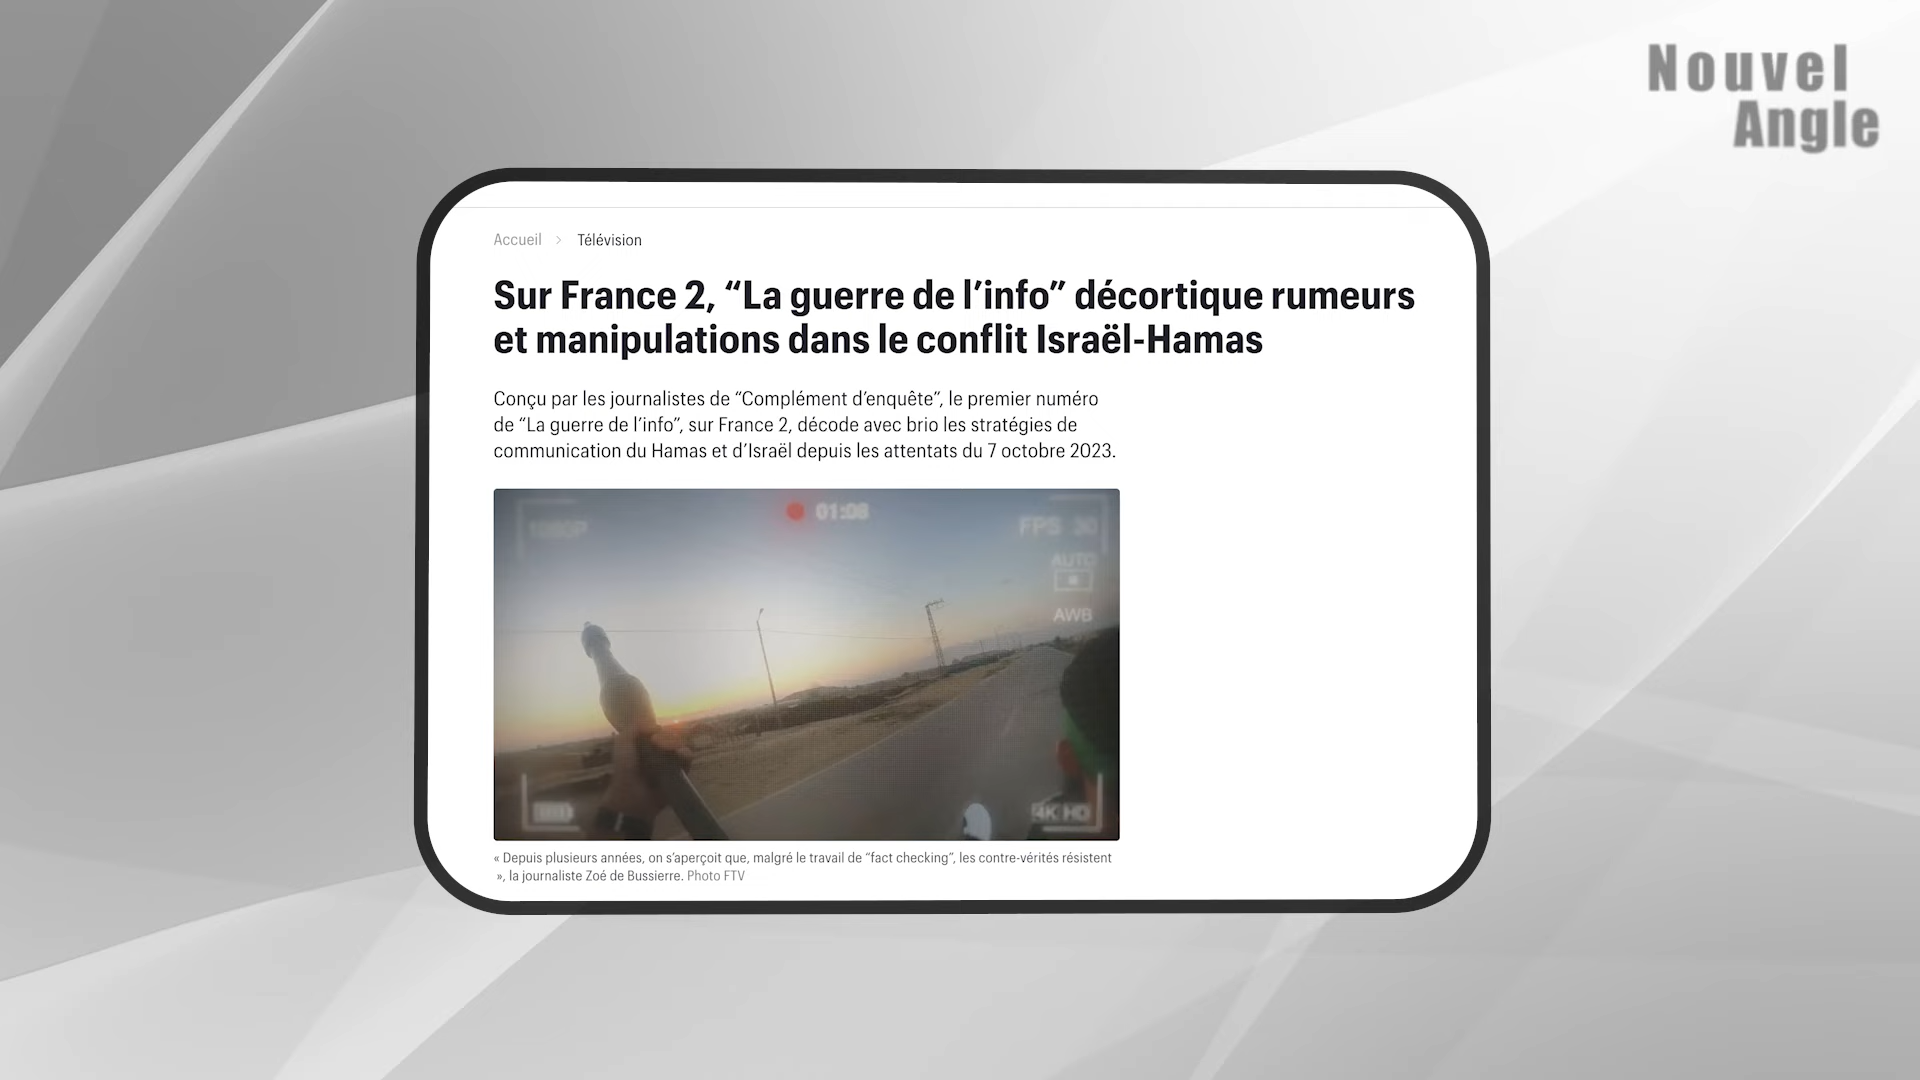 Nouvel
Angle
Accueil > Télévision
Sur France 2, “La guerre de l’info” décortique rumeurs
et manipulations dans le conflit Israël-Hamas
Conçu par les journalistes de “Complément d’enquête”, le premier numéro
de “La guerre de l’info”, sur France 2, décode avec brio les stratégies de
communication du Hamas et d’Israël depuis les attentats du 7 octobre 2023.
1080P
01:08
FPS 30
AUTO
AWB
4K HD
« Depuis plusieurs années, on s’aperçoit que, malgré le travail de “fact checking”, les contre-vérités résistent
», la journaliste Zoé de Bussierre. Photo FTV